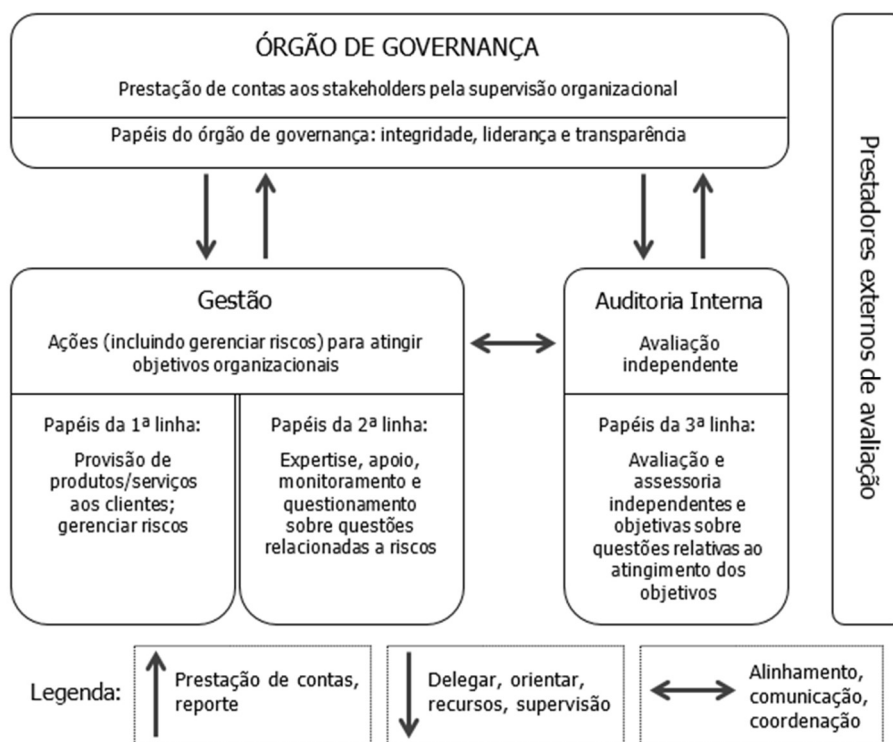 ÓRGÃO DE GOVERNANÇA
Prestação de contas aos stakeholders pela supervisão organizacional
Papéis do órgão de governança: integridade, liderança e transparência
Gestão
Ações (incluindo gerenciar riscos) para atingir
objetivos organizacionais
Papéis da 1ª linha:
Provisão de
produtos/serviços
aos clientes;
gerenciar riscos
Papéis da 2ª linha:
Expertise, apoio,
monitoramento e
questionamento
sobre questões
relacionadas a riscos
Auditoria Interna
Avaliação
independente
Papéis da 3ª linha:
Avaliação e
assessoria
independentes e
objetivas sobre
questões relativas ao
atingimento dos
objetivos
Prestadores externos de avaliação
Legenda:
Prestação de contas,
reporte
Delegar, orientar,
recursos, supervisão
Alinhamento,
comunicação,
coordenação